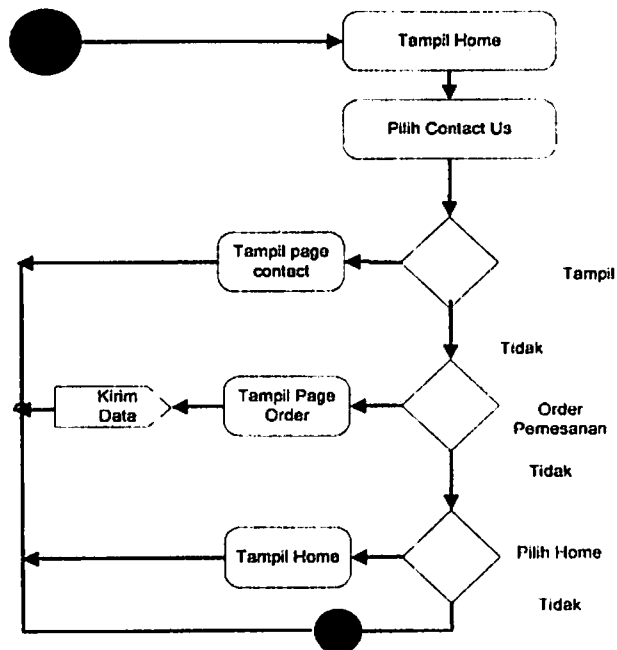 Tampil Home
Pilih Contact Us
Tampil page
contact
Tampil
Tidak
Kirim
Data
Tampil Page
Order
Order
Pemesanan
Tidak
Tampil Home
Pilih Home
Tidak